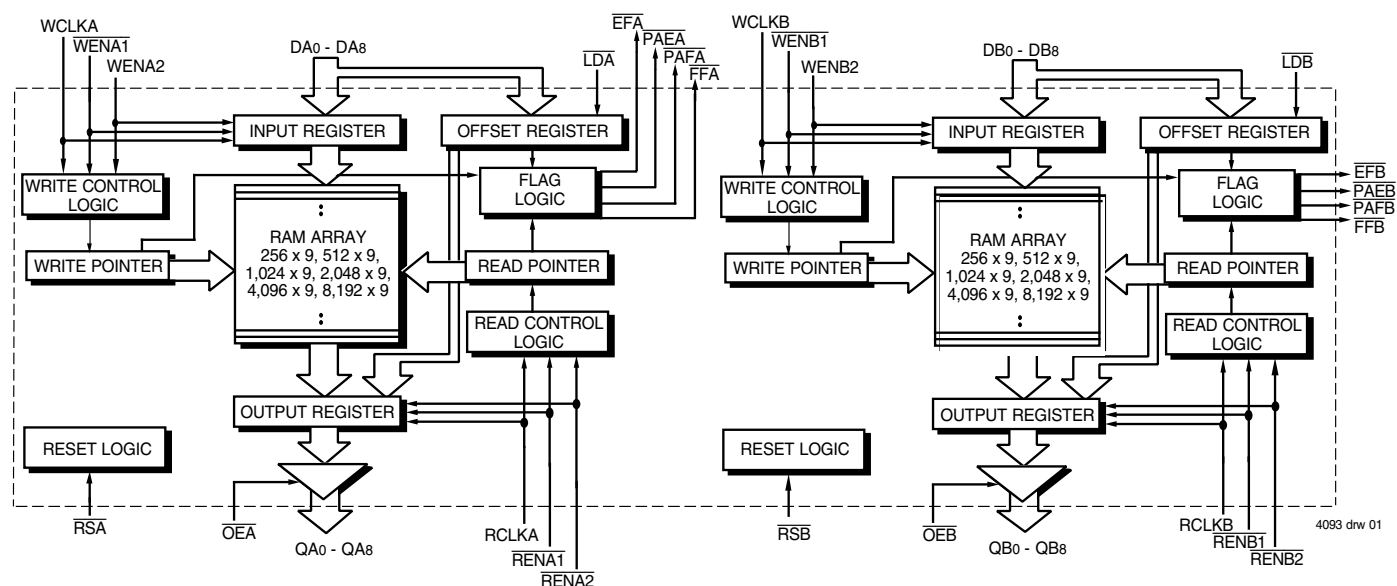 WCLKA
WENA1
WENA2
DA0 - DA8
LDA
EFA
PAEA
PAFA
FFA
INPUT REGISTER
OFFSET REGISTER
WRITE CONTROL
LOGIC
FLAG
LOGIC
WRITE POINTER
RAM ARRAY
256 x 9, 512 x 9,
1,024 x 9, 2,048 x 9,
4,096 x 9, 8,192 x 9
READ POINTER
READ CONTROL
LOGIC
OUTPUT REGISTER
RESET LOGIC
RSA
OEA
QA0 - QA8
RCLKA
RENA1
RENA2
WCLKB
WENB1
WENB2
DB0 - DB8
LDB
INPUT REGISTER
OFFSET REGISTER
EFB
PAEB
PAFB
FFB
WRITE CONTROL
LOGIC
FLAG
LOGIC
WRITE POINTER
RAM ARRAY
256 x 9, 512 x 9,
1,024 x 9, 2,048 x 9,
4,096 x 9, 8,192 x 9
READ POINTER
READ CONTROL
LOGIC
OUTPUT REGISTER
RESET LOGIC
RSB
OEB
QB0 - QB8
RCLKB
RENB1
RENB2
4093 drw 01